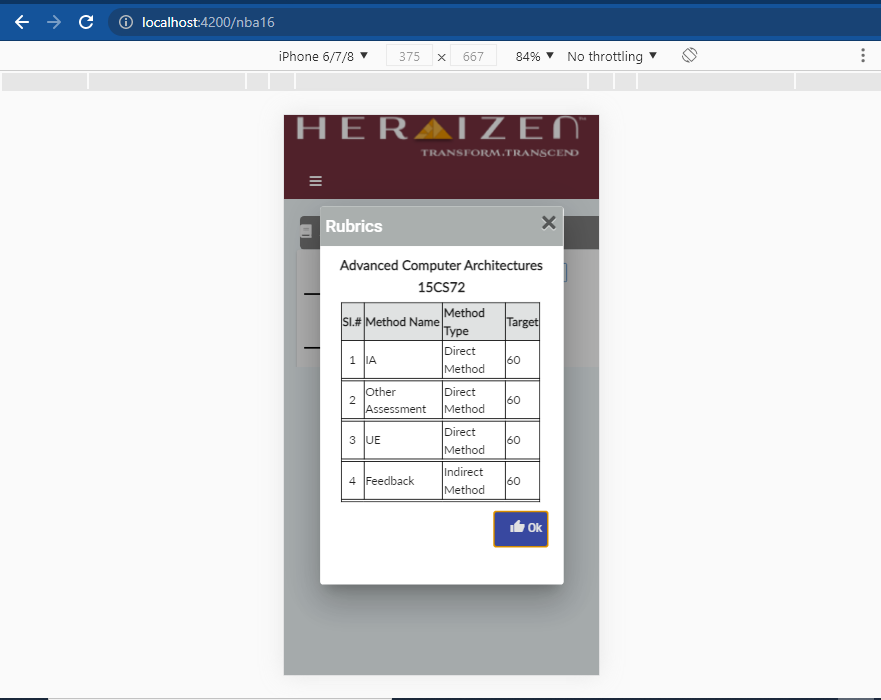 localhost:4200/nba16
iPhone 6/7/8 ▼ 375 × 667 84% ▼ No throttling ▼
HERAIZEN™
TRANSFORM.TRANSCEND
Rubrics
Advanced Computer Architectures
15CS72
Sl.# Method Name Method Type Target
1 IA Direct Method 60
2 Other Assessment Direct Method 60
3 UE Direct Method 60
4 Feedback Indirect Method 60
Ok